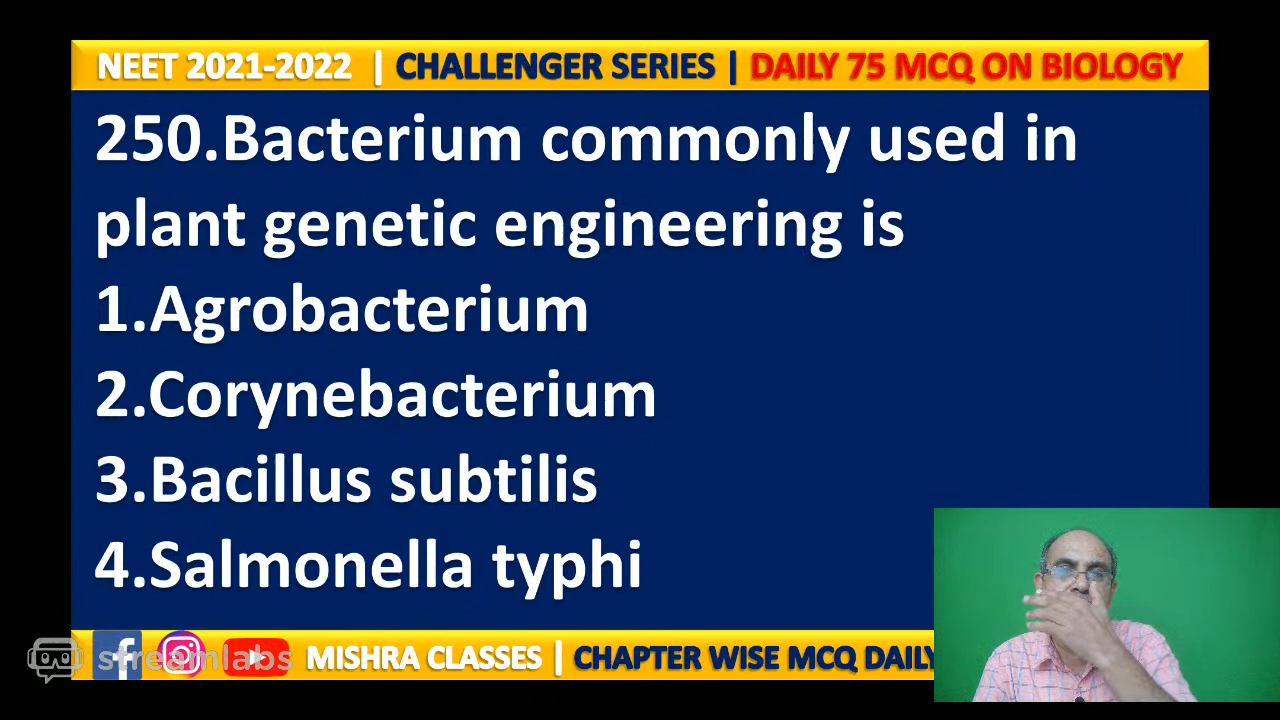 NEET 2021-2022 | CHALLENGER SERIES | DAILY 75 MCQ ON BIOLOGY
250.Bacterium commonly used in
plant genetic engineering is
1.Agrobacterium
2.Corynebacterium
3.Bacillus subtilis
4.Salmonella typhi
streamlabs
MISHRA CLASSES | CHAPTER WISE MCQ DAILY